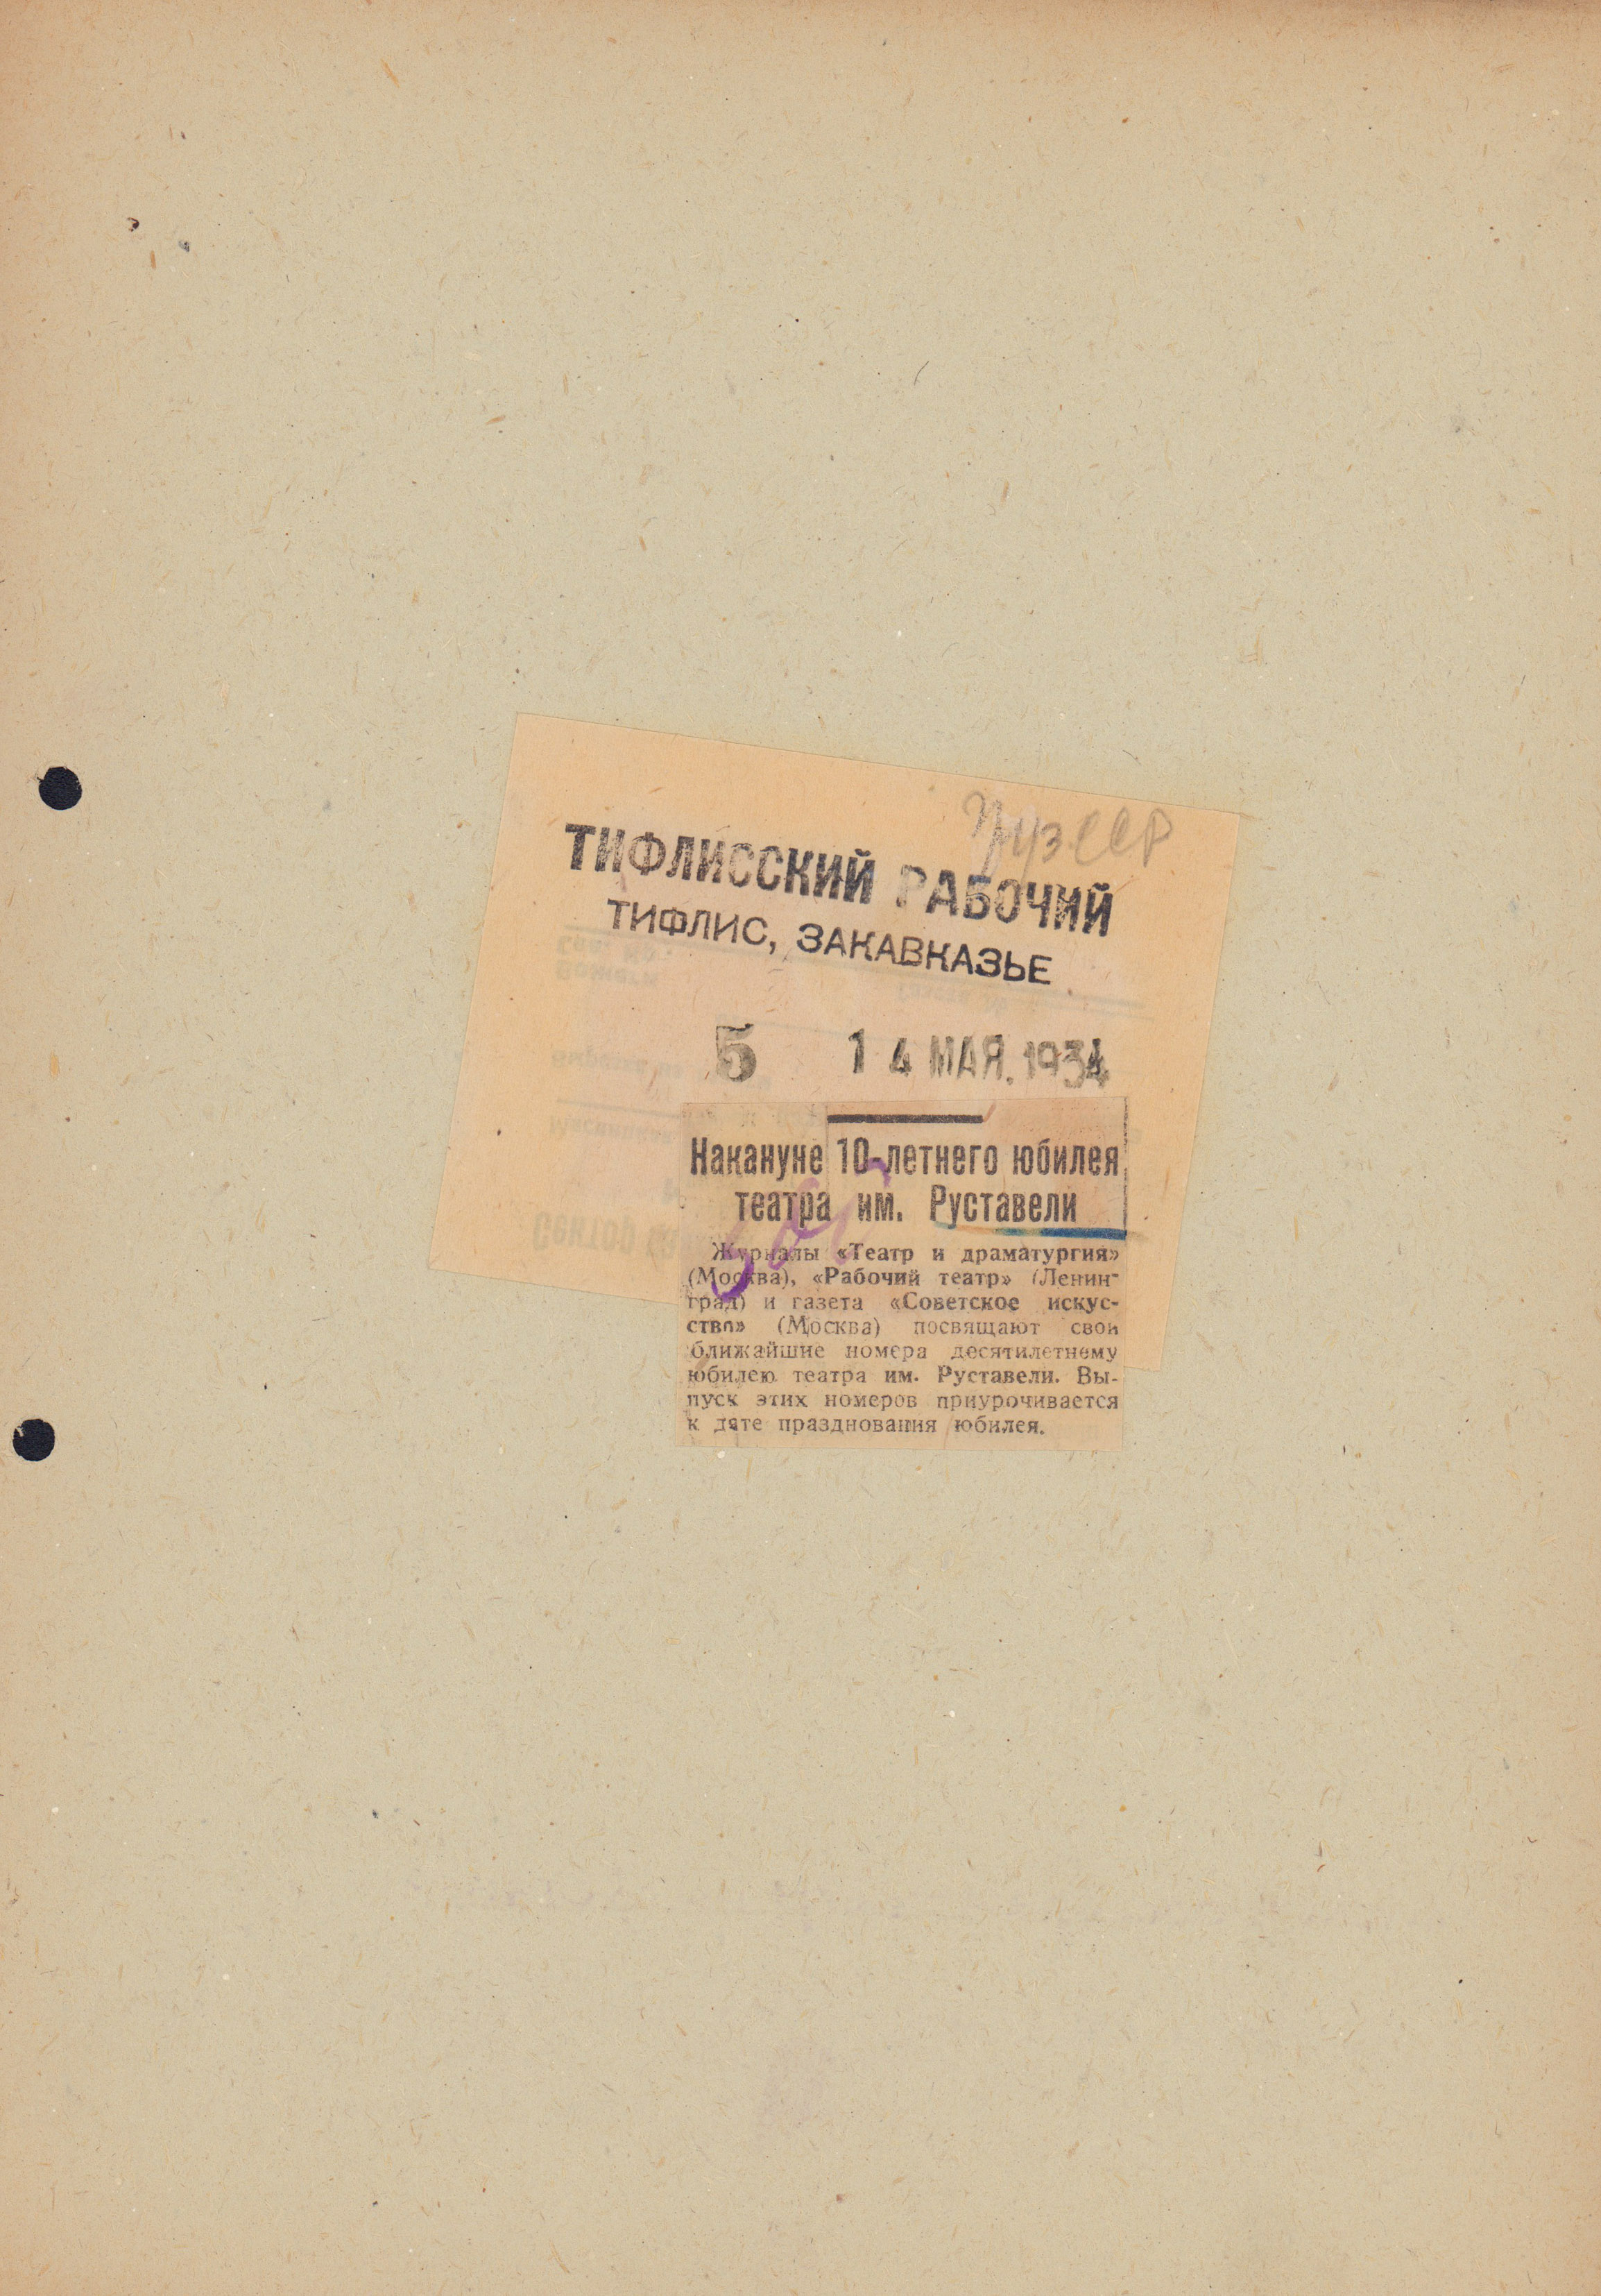 ТИФЛИССКИЙ РАБОЧИЙ
ТИФЛИС, ЗАКАВКАЗЬЕ
5 14 МАЯ. 1934
Накануне 10-летнего юбилея
театра им. Руставели
Журналы «Театр и драматургия»
(Москва), «Рабочий театр» (Ленин-
град) и газета «Советское искус-
ство» (Москва) посвящают свои
ближайшие номера десятилетнему
юбилею театра им. Руставели. Вы-
пуск этих номеров приурочивается
к дате празднования юбилея.